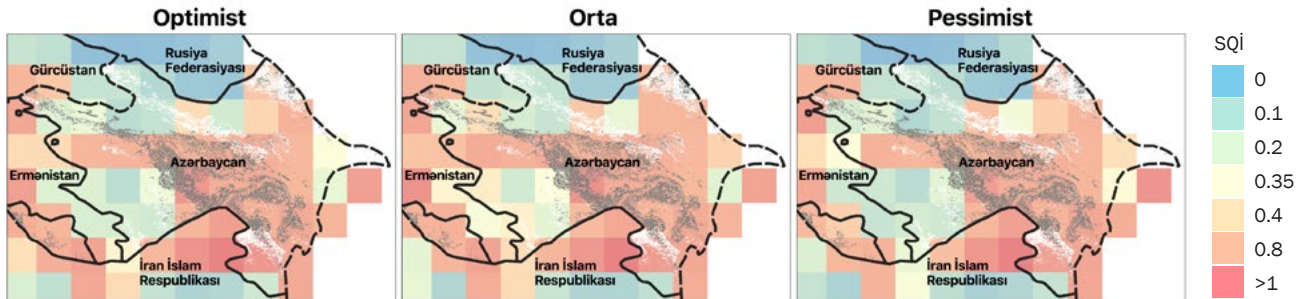 Optimist
Rusiya
Federasiyası
Gürcüstan
Azərbaycan
Ermənistan
İran İslam
Respublikası
Orta
Rusiya
Federasiyası
Gürcüstan
Azərbaycan
Ermənistan
İran İslam
Respublikası
Pessimist
Rusiya
Federasiyası
Gürcüstan
Azərbaycan
Ermənistan
İran İslam
Respublikası
SQİ
0
0.1
0.2
0.35
0.4
0.8
>1